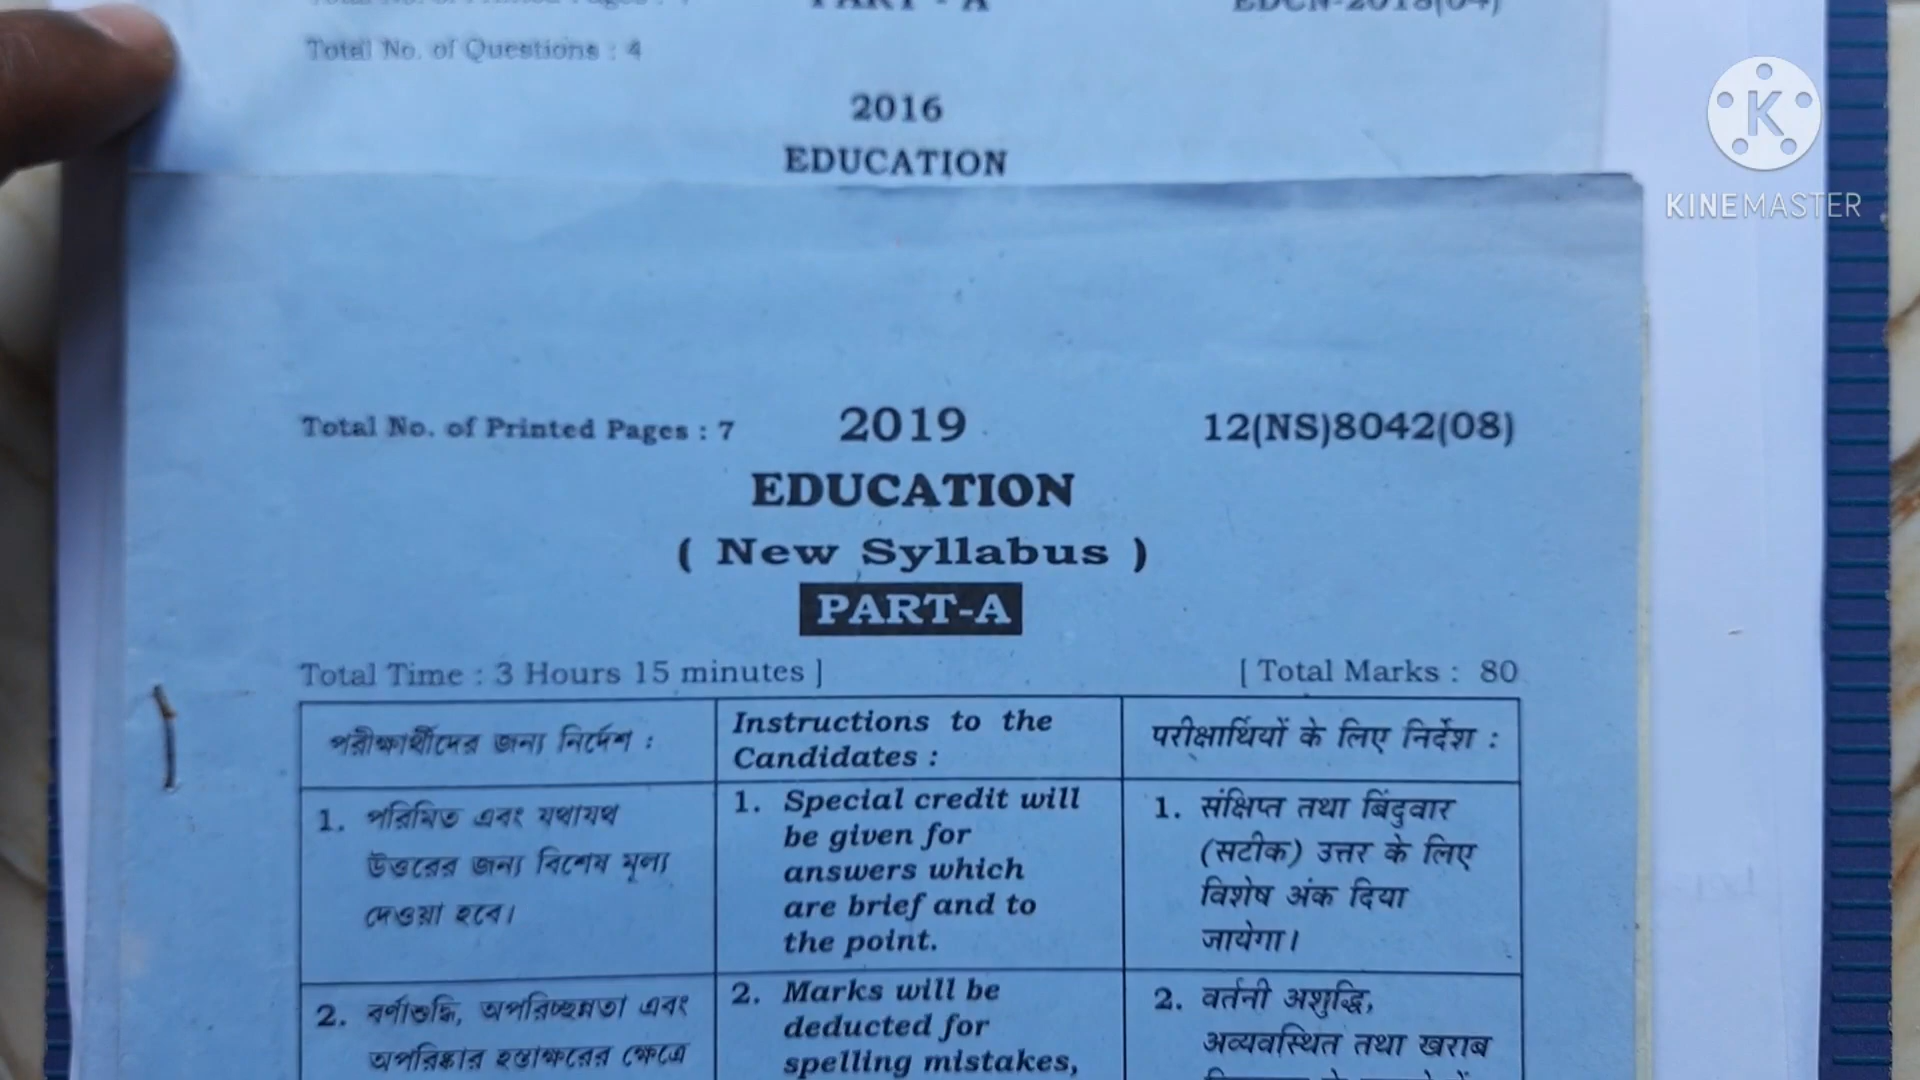 PART - A
Total No. of Questions : 4
2016
EDUCATION
K
KINEMASTER
Total No. of Printed Pages : 7 2019 12(NS)8042(08)
EDUCATION
( New Syllabus )
PART-A
Total Time : 3 Hours 15 minutes ] [ Total Marks : 80
পরীক্ষার্থীদের জন্য নির্দেশ :
Instructions to the
Candidates :
परीक्षार्थियों के लिए निर्देश :
1. পরিমিত এবং যথাযথ
উত্তরের জন্য বিশেষ মূল্য
দেওয়া হবে।
1. Special credit will
be given for
answers which
are brief and to
the point.
1. संक्षिप्त तथा बिंदुवार
(सटीक) उत्तर के लिए
विशेष अंक दिया
जायेगा।
2. বর্ণাশুদ্ধি, অপরিচ্ছন্নতা এবং
অপরিষ্কার হস্তাক্ষরের ক্ষেত্রে
2. Marks will be
deducted for
spelling mistakes,
2. वर्तनी अशुद्धि,
अव्यवस्थित तथा खराब